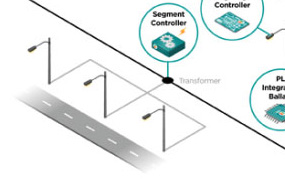 Segment
Controller
Controller
Transformer
PL
Integra
Balla